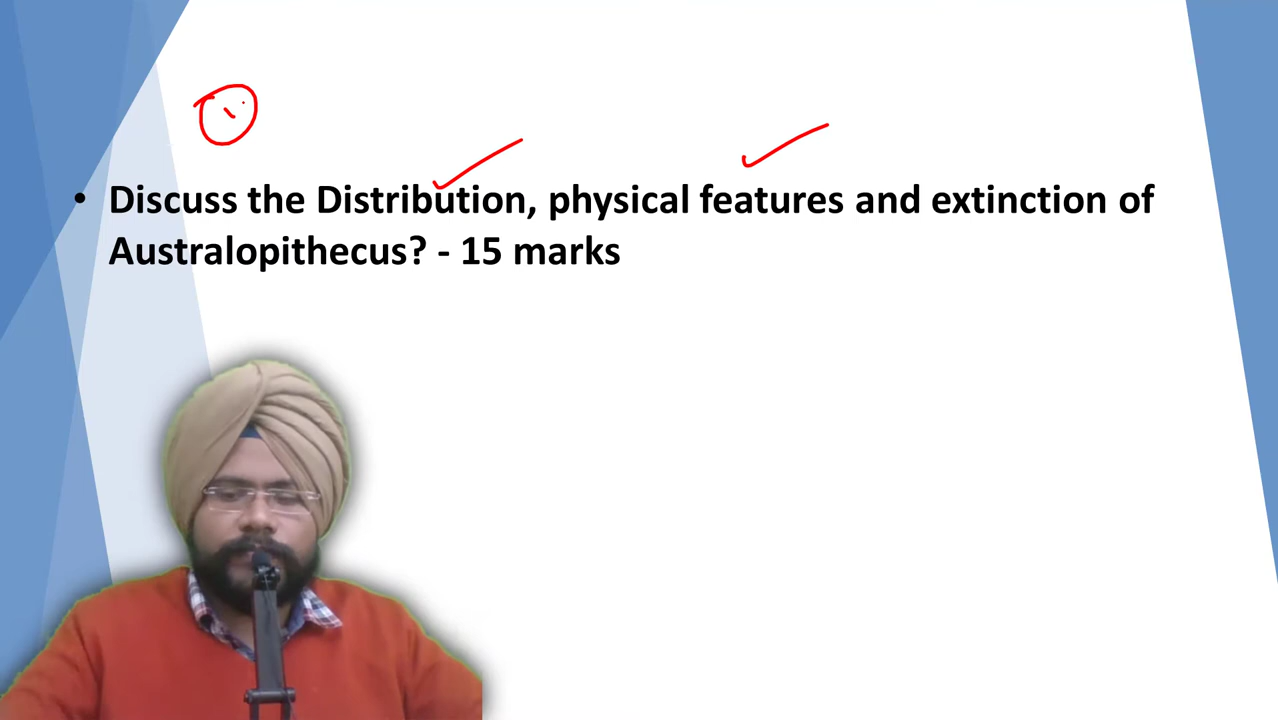 • Discuss the Distribution, physical features and extinction of
Australopithecus? - 15 marks